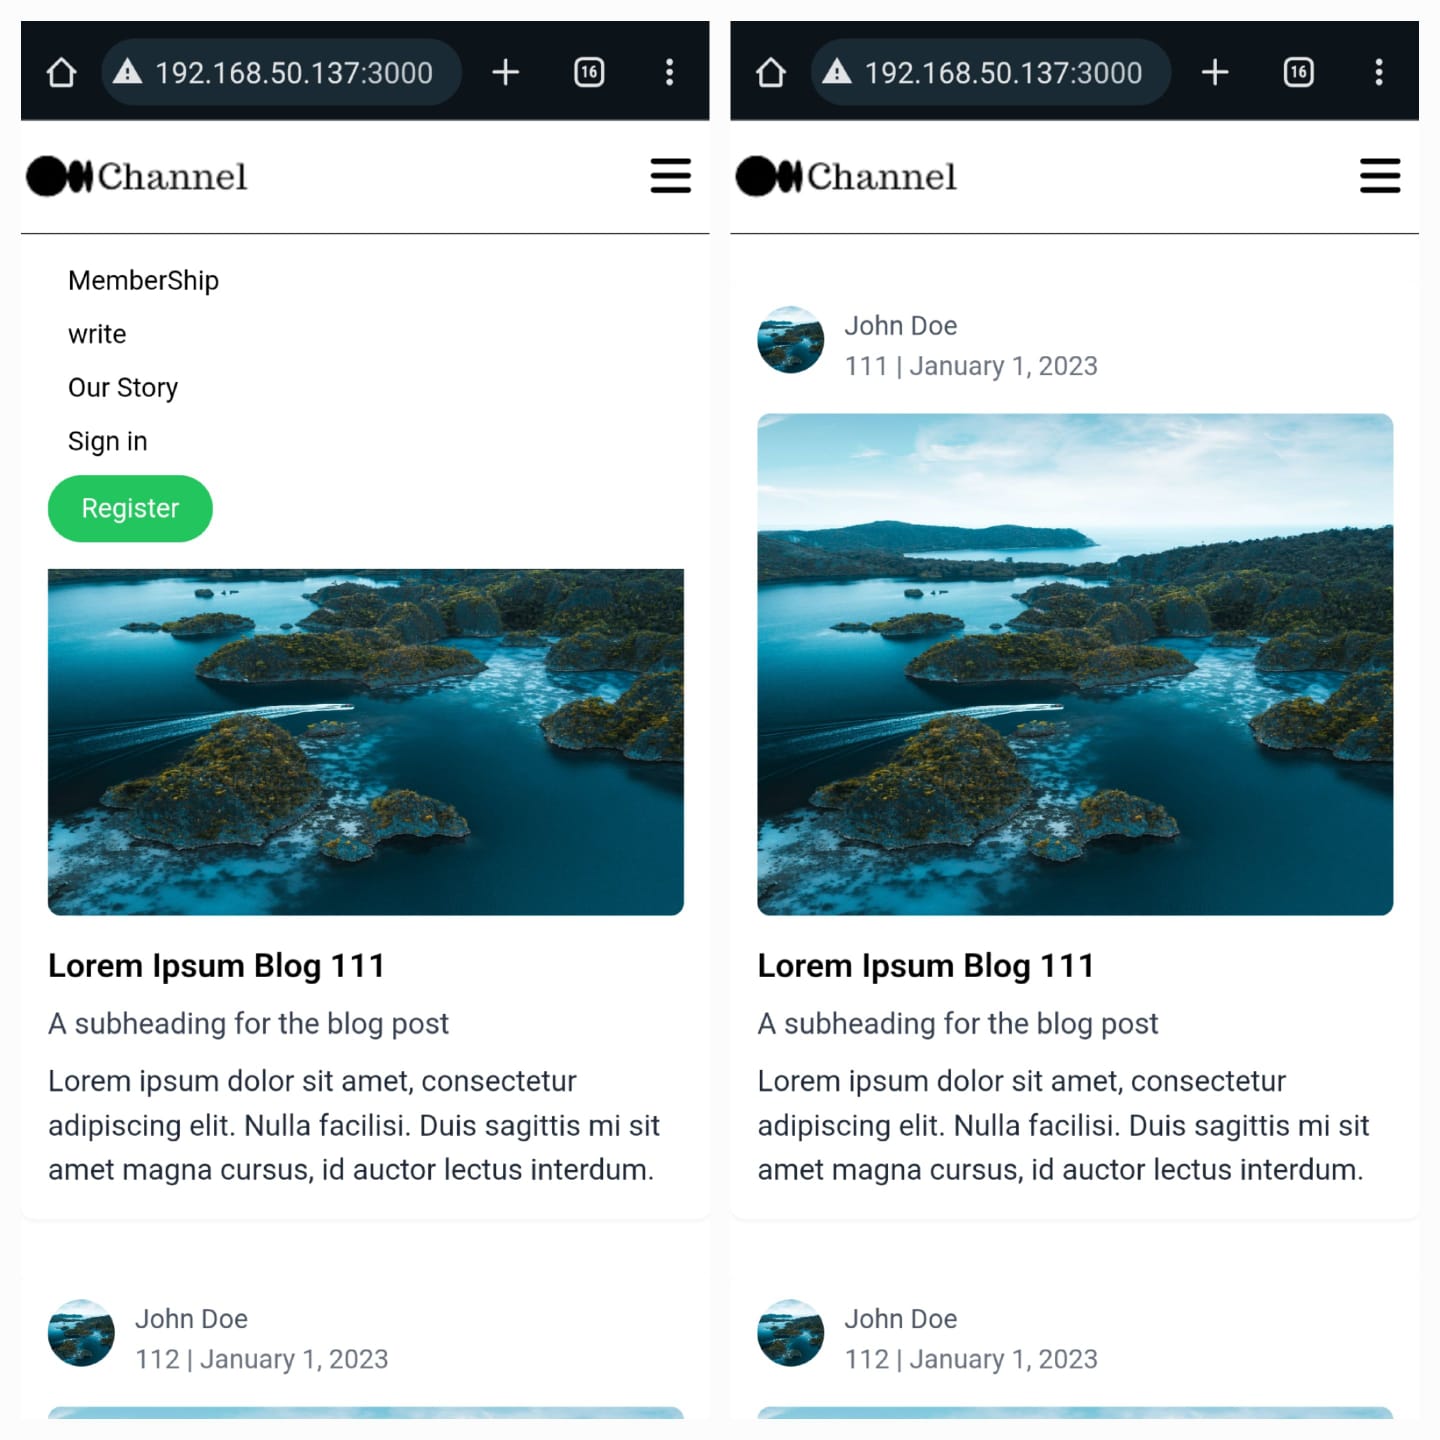 192.168.50.137:3000
16
Channel
MemberShip
write
Our Story
Sign in
Register
Lorem Ipsum Blog 111
A subheading for the blog post
Lorem ipsum dolor sit amet, consectetur
adipiscing elit. Nulla facilisi. Duis sagittis mi sit
amet magna cursus, id auctor lectus interdum.
John Doe
112 | January 1, 2023
192.168.50.137:3000
16
Channel
John Doe
111 | January 1, 2023
Lorem Ipsum Blog 111
A subheading for the blog post
Lorem ipsum dolor sit amet, consectetur
adipiscing elit. Nulla facilisi. Duis sagittis mi sit
amet magna cursus, id auctor lectus interdum.
John Doe
112 | January 1, 2023